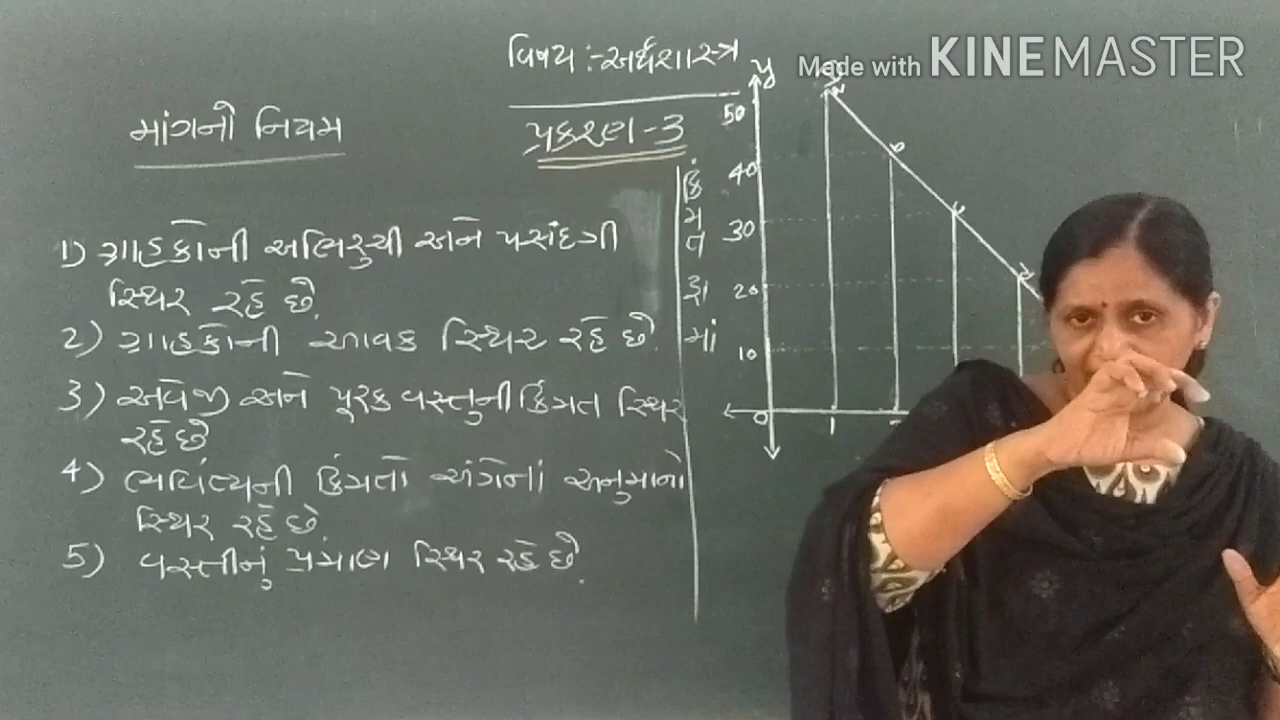 વિષય :- અર્થશાસ્ત્ર
Made with KINEMASTER
માંગનો નિયમ
પ્રકરણ-૩
1) ગ્રાહકોની અભિરુચી અને પસંદગી
સ્થિર રહે છે.
2) ગ્રાહકોની આવક સ્થિર રહે છે.
3) અવેજી અને પૂરક વસ્તુની કિંમત સ્થિર
રહે છે
4) ભવિષ્યની કિંમતો અંગેનાં અનુમાનો
સ્થિર રહે છે.
5) વસ્તીનું પ્રમાણ સ્થિર રહે છે.
કિંમત રૂા માં
y
50
40
30
20
10
0
1